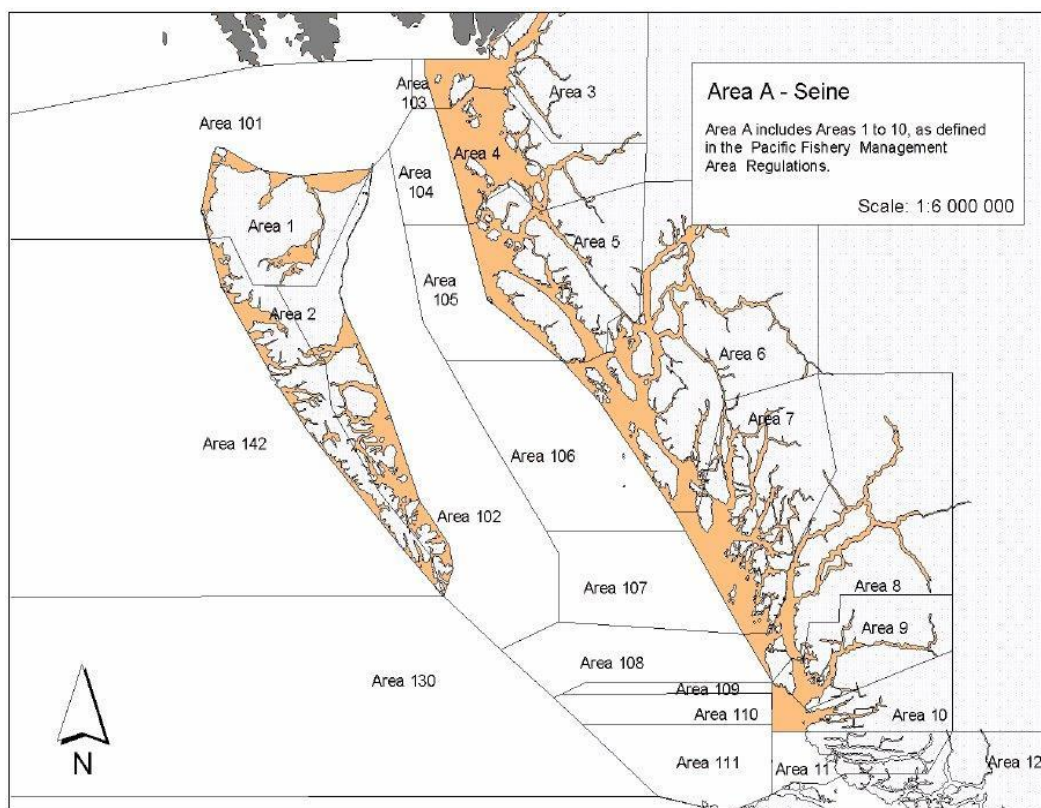 Area A - Seine
Area A includes Areas 1 to 10, as defined
in the Pacific Fishery Management
Area Regulations.
Scale: 1:6 000 000
Area
103
Area 3
Area 101
Area 4
Area
104
Area 1
Area 5
Area
105
Area 2
Area 6
Area 7
Area 142
Area 106
Area 102
Area 107
Area 8
Area 9
Area 108
Area 130
Area 109
Area 110
Area 10
Area 111
Area 11
Area 12
N